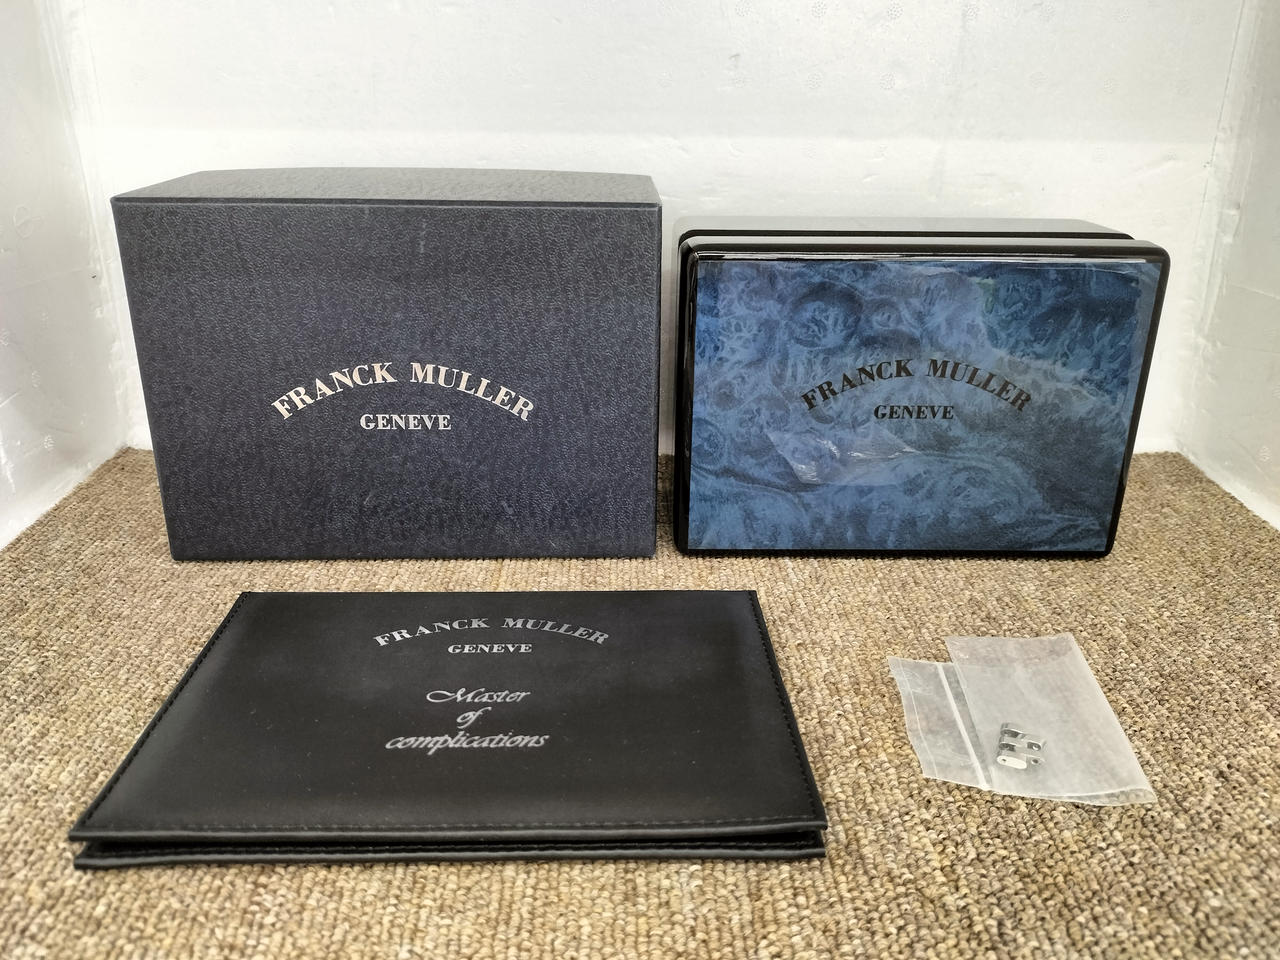 FRANCK MULLER
GENEVE
FRANCK MULLER
GENEVE
FRANCK MULLER
GENEVE
Master
of
complications